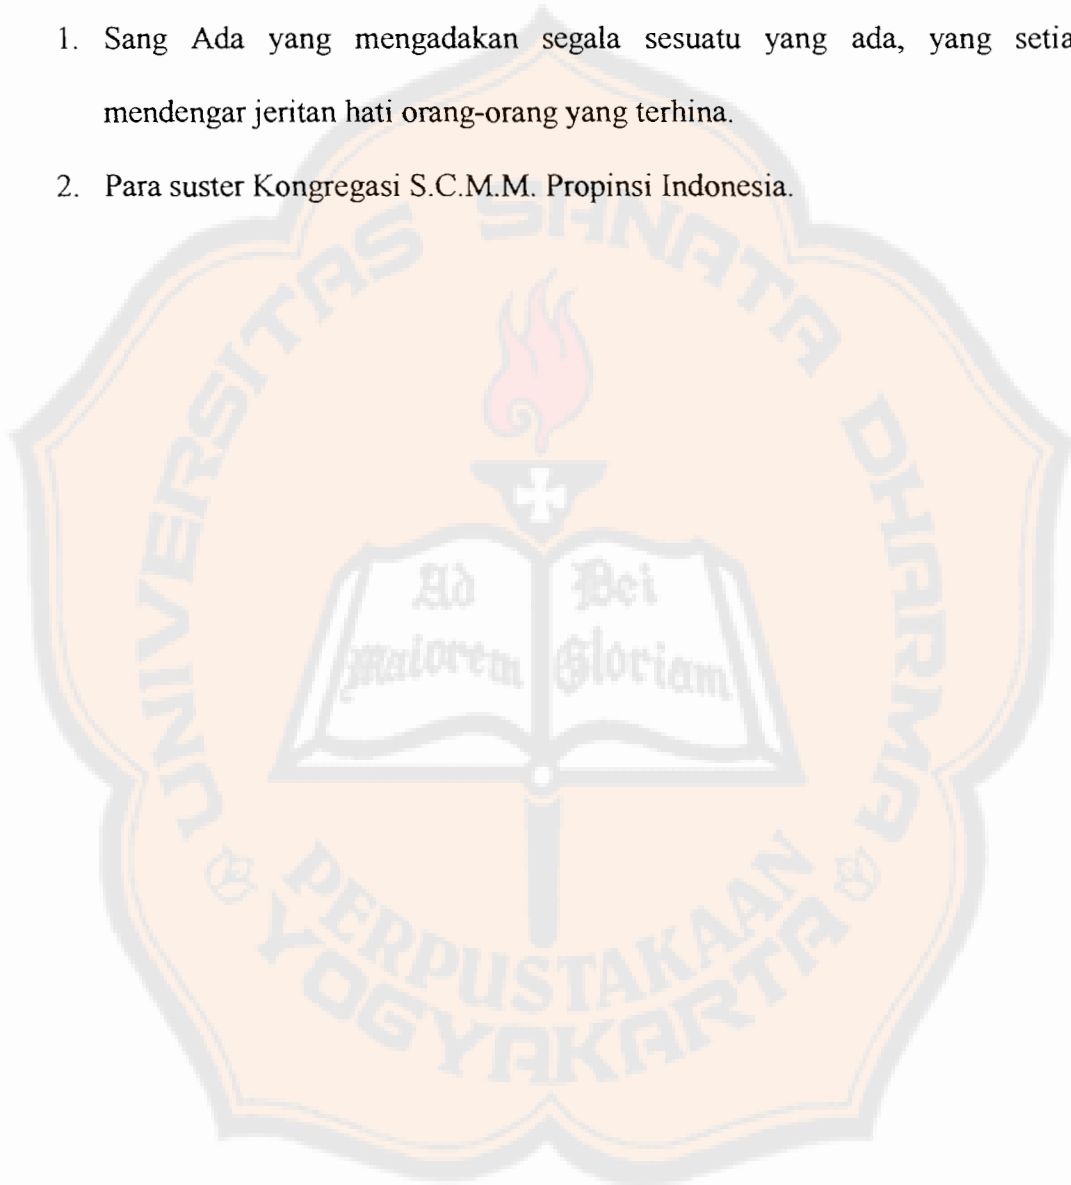 1. Sang Ada yang mengadakan segala sesuatu yang ada, yang setia
mendengar jeritan hati orang-orang yang terhina.
2. Para suster Kongregasi S.C.M.M. Propinsi Indonesia.
UNIVERSITAS SANATA DHARMA
Ad Dei
Maiorem Gloriam
PERPUSTAKAAN
YOGYAKARTA